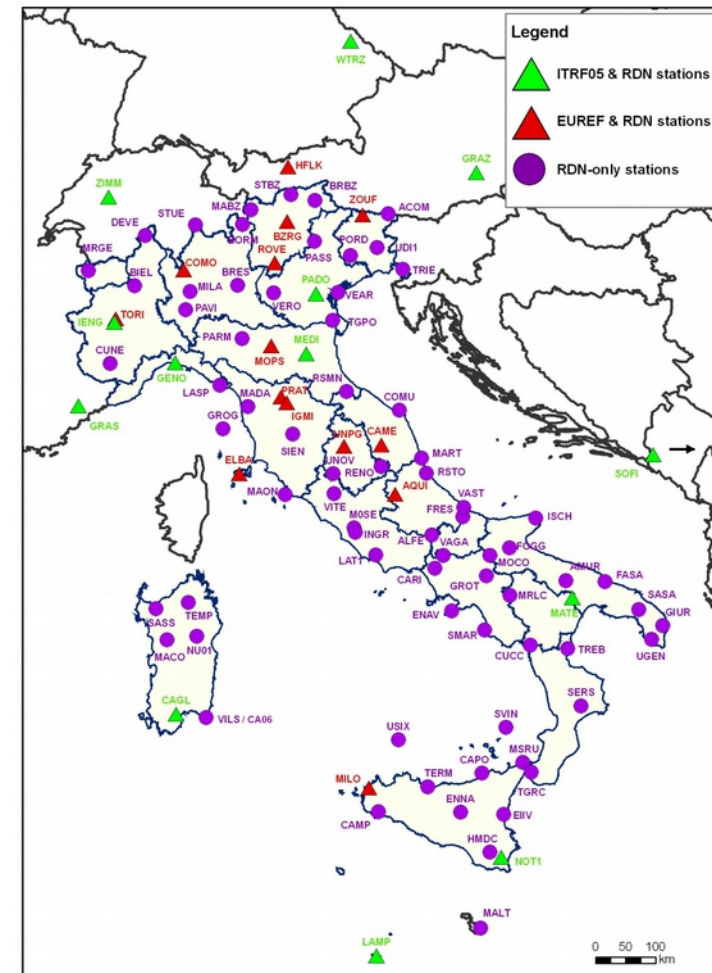 Legend
ITRF05 & RDN stations
EUREF & RDN stations
RDN-only stations
WTRZ
GRAZ
HFLK
ZIMM
STBZ
BRBZ
MABZ
ZOUF
ACOM
STUE
DEVE
BORM
BZRG
PORD
UDI1
MRGE
COMO
ROVE
PASS
TRIE
BIEL
BRES
PADO
MILA
VERO
VEAR
PAVI
IENG
TORI
TGPO
PARM
MEDI
MOPS
CUNE
GENO
RSMN
LASP
MADA
PRAT
GRAS
GROG
IGMI
COMU
SIEN
UNPG
CAME
SOFI
ELBA
UNOV
RENO
MART
RSTO
MAON
VITE
AQUI
VAST
FRES
ISCH
M0SE
INGR
ALFE
VAGA
FOGG
LATT
MOCO
CARI
GROT
AMUR
FASA
MRLC
SASS
TEMP
MATE
SASA
GIUR
ENAV
SMAR
MACO
NU01
CUCC
TREB
UGEN
CAGL
VILS / CA06
SERS
USIX
SVIN
MSRU
CAPO
MILO
TERM
TGRC
ENNA
CAMP
EIIV
HMDC
NOT1
MALT
LAMP
0 50 100
km